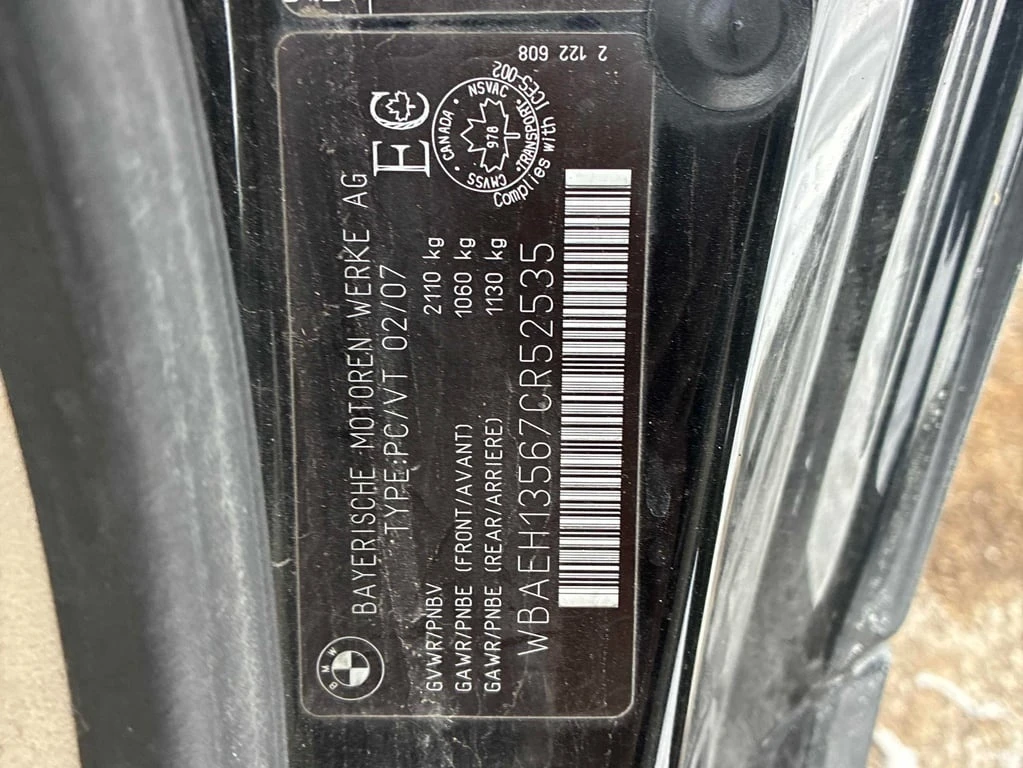 BMW
BAYERISCHE MOTOREN WERKE AG
TYPE:PC/VT 02/07
EC
GVWR/PNBV 2110 kg
GAWR/PNBE (FRONT/AVANT) 1060 kg
GAWR/PNBE (REAR/ARRIERE) 1130 kg
CANADA · NSVAC · TRANSPORT · CMVSS
978
Complies with ICES-002
WBAEH13567CR52535
2 122 608